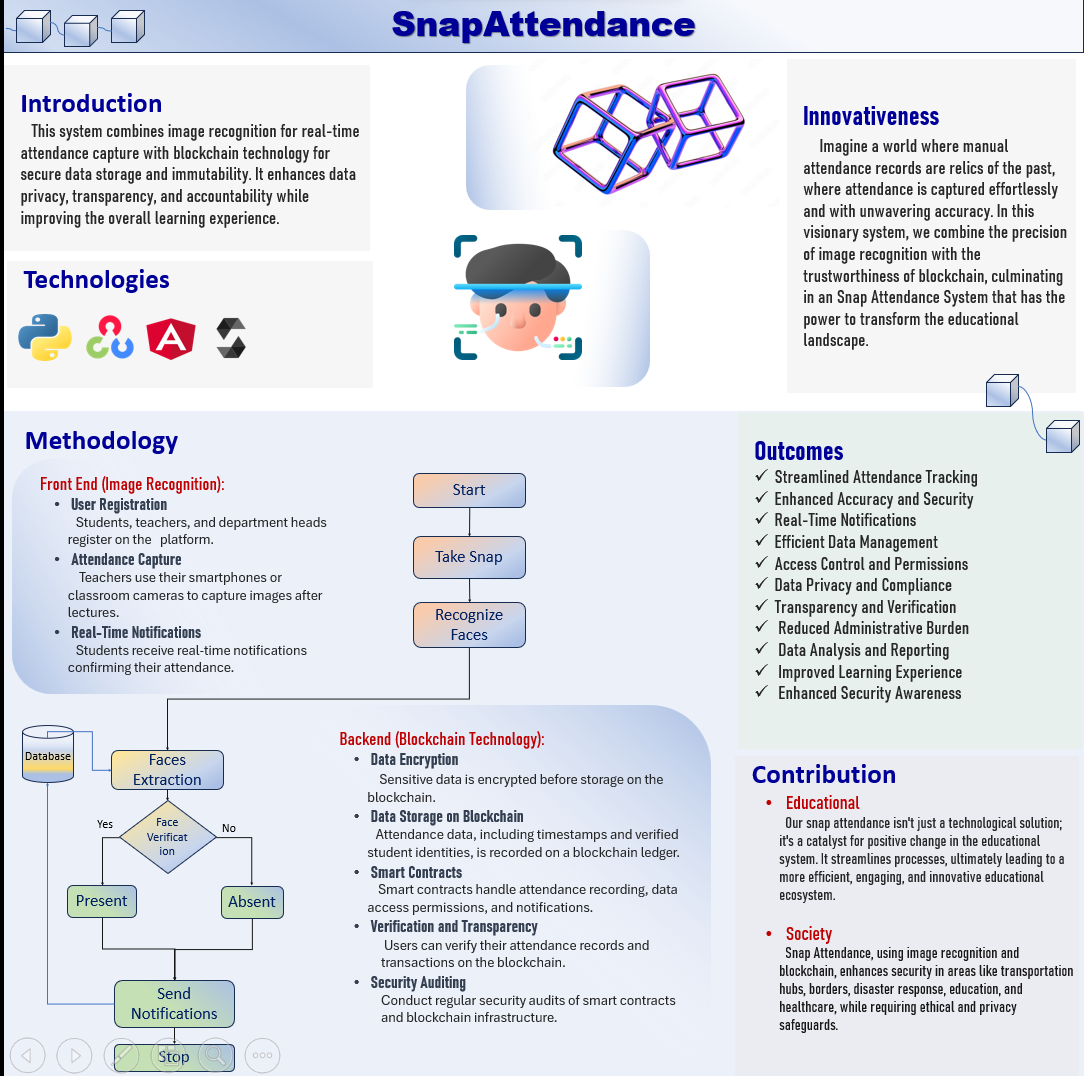 SnapAttendance
Introduction
This system combines image recognition for real-time
attendance capture with blockchain technology for
secure data storage and immutability. It enhances data
privacy, transparency, and accountability while
improving the overall learning experience.
Technologies
Innovativeness
Imagine a world where manual
attendance records are relics of the past,
where attendance is captured effortlessly
and with unwavering accuracy. In this
visionary system, we combine the precision
of image recognition with the
trustworthiness of blockchain, culminating
in an Snap Attendance System that has the
power to transform the educational
landscape.
Methodology
Front End (Image Recognition):
• User Registration
Students, teachers, and department heads
register on the platform.
• Attendance Capture
Teachers use their smartphones or
classroom cameras to capture images after
lectures.
• Real-Time Notifications
Students receive real-time notifications
confirming their attendance.
Start
Take Snap
Recognize
Faces
Database
Faces
Extraction
Face
Verificat
ion
Yes
No
Present
Absent
Send
Notifications
Stop
Backend (Blockchain Technology):
• Data Encryption
Sensitive data is encrypted before storage on the
blockchain.
• Data Storage on Blockchain
Attendance data, including timestamps and verified
student identities, is recorded on a blockchain ledger.
• Smart Contracts
Smart contracts handle attendance recording, data
access permissions, and notifications.
• Verification and Transparency
Users can verify their attendance records and
transactions on the blockchain.
• Security Auditing
Conduct regular security audits of smart contracts
and blockchain infrastructure.
Outcomes
✓ Streamlined Attendance Tracking
✓ Enhanced Accuracy and Security
✓ Real-Time Notifications
✓ Efficient Data Management
✓ Access Control and Permissions
✓ Data Privacy and Compliance
✓ Transparency and Verification
✓ Reduced Administrative Burden
✓ Data Analysis and Reporting
✓ Improved Learning Experience
✓ Enhanced Security Awareness
Contribution
• Educational
Our snap attendance isn't just a technological solution;
it's a catalyst for positive change in the educational
system. It streamlines processes, ultimately leading to a
more efficient, engaging, and innovative educational
ecosystem.
• Society
Snap Attendance, using image recognition and
blockchain, enhances security in areas like transportation
hubs, borders, disaster response, education, and
healthcare, while requiring ethical and privacy
safeguards.